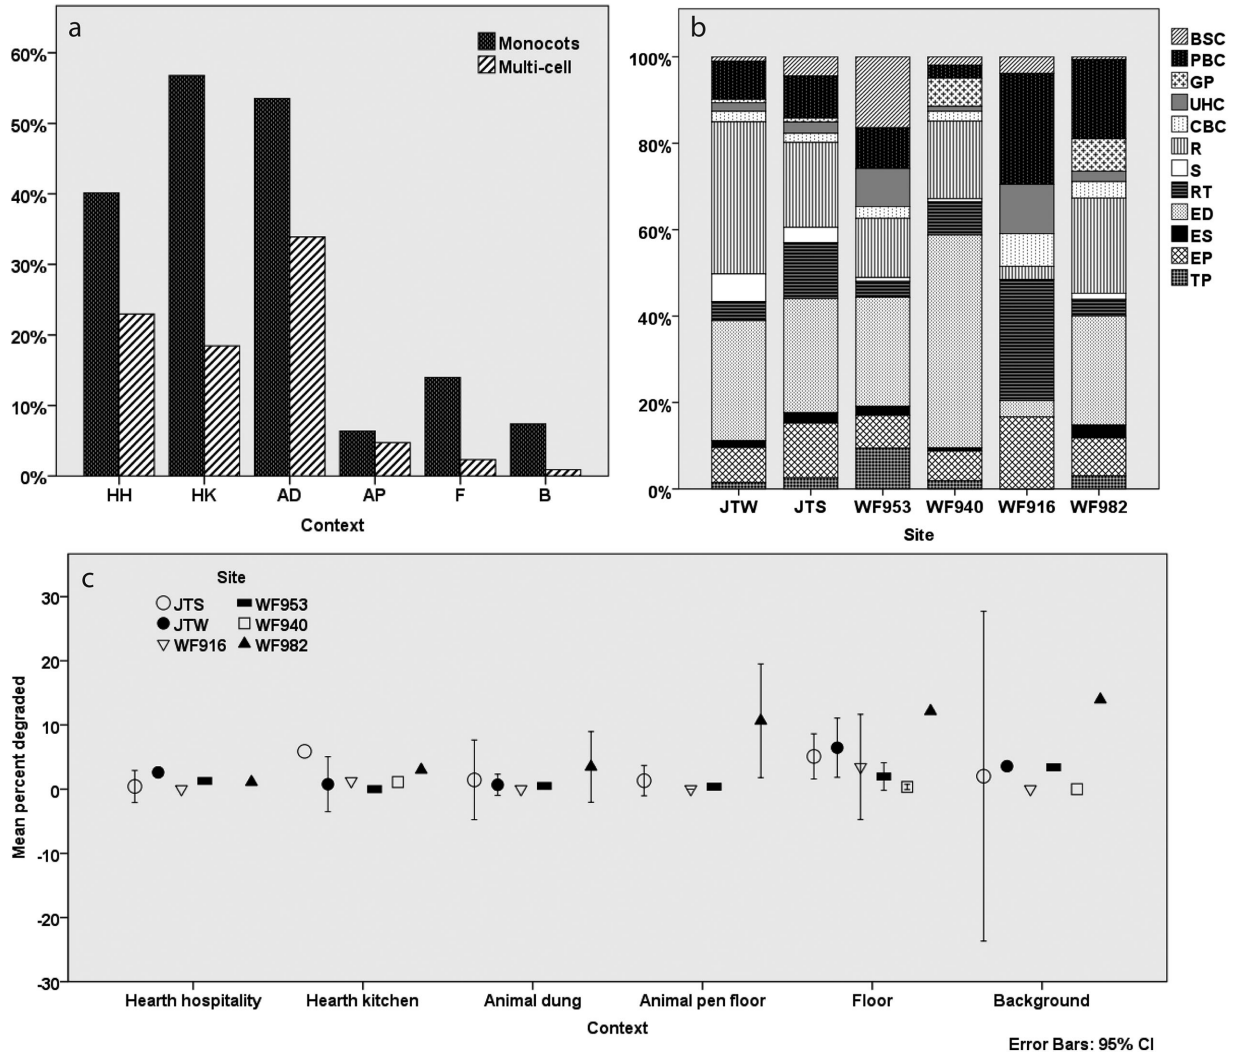 a
Monocots
Multi-cell
60%
50%
40%
30%
20%
10%
0%
HH HK AD AP F B
Context
b
100%
80%
60%
40%
20%
0%
JTW JTS WF953 WF940 WF916 WF982
Site
BSC
PBC
GP
UHC
CBC
R
S
RT
ED
ES
EP
TP
c
Site
JTS WF953
JTW WF940
WF916 WF982
Mean percent degraded
30
20
10
0
-10
-20
-30
Hearth hospitality Hearth kitchen Animal dung Animal pen floor Floor Background
Context
Error Bars: 95% CI